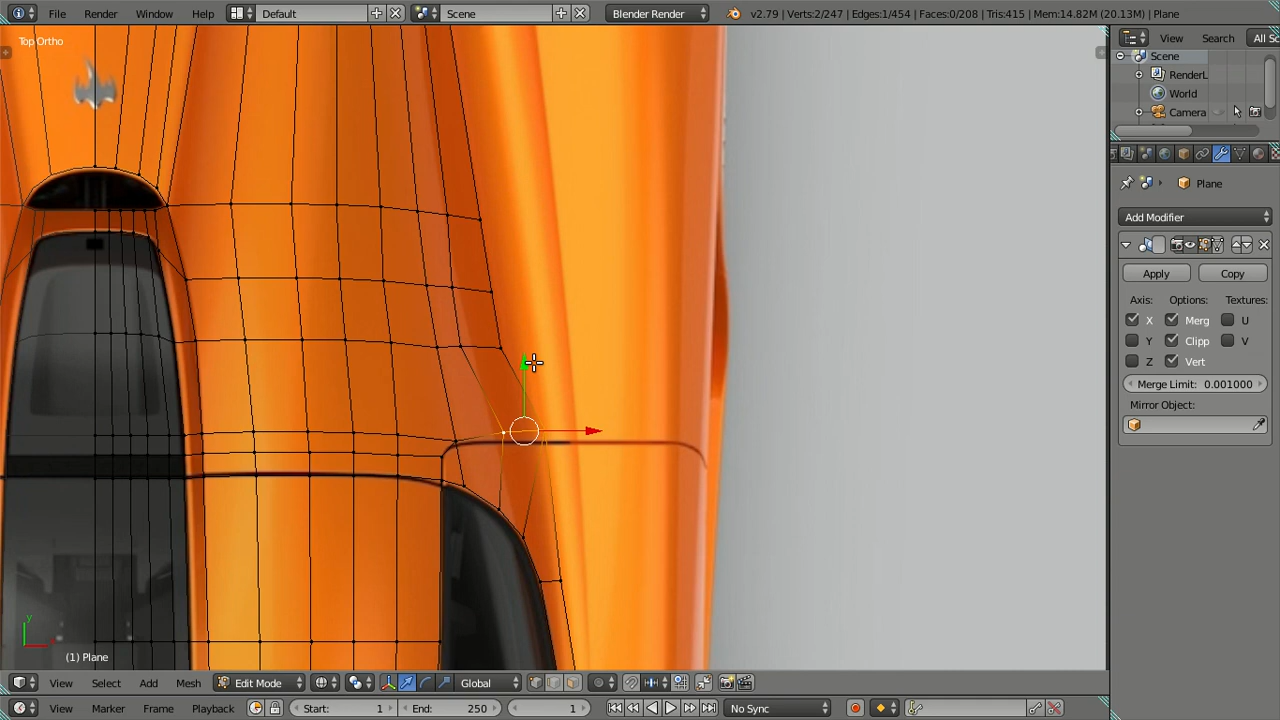 File Render Window Help Default Scene Blender Render v2.79 | Verts:2/247 | Edges:1/454 | Faces:0/208 | Tris:415 | Mem:14.82M (20.13M) | Plane
Top Ortho
View Search All Sc
Scene
RenderL
World
Camera
Plane
Add Modifier
Apply Copy
Axis: Options: Textures:
X Merg U
Y Clipp V
Z Vert
Merge Limit: 0.001000
Mirror Object:
y
x
(1) Plane
View Select Add Mesh Edit Mode Global
View Marker Frame Playback Start: 1 End: 250 1 No Sync